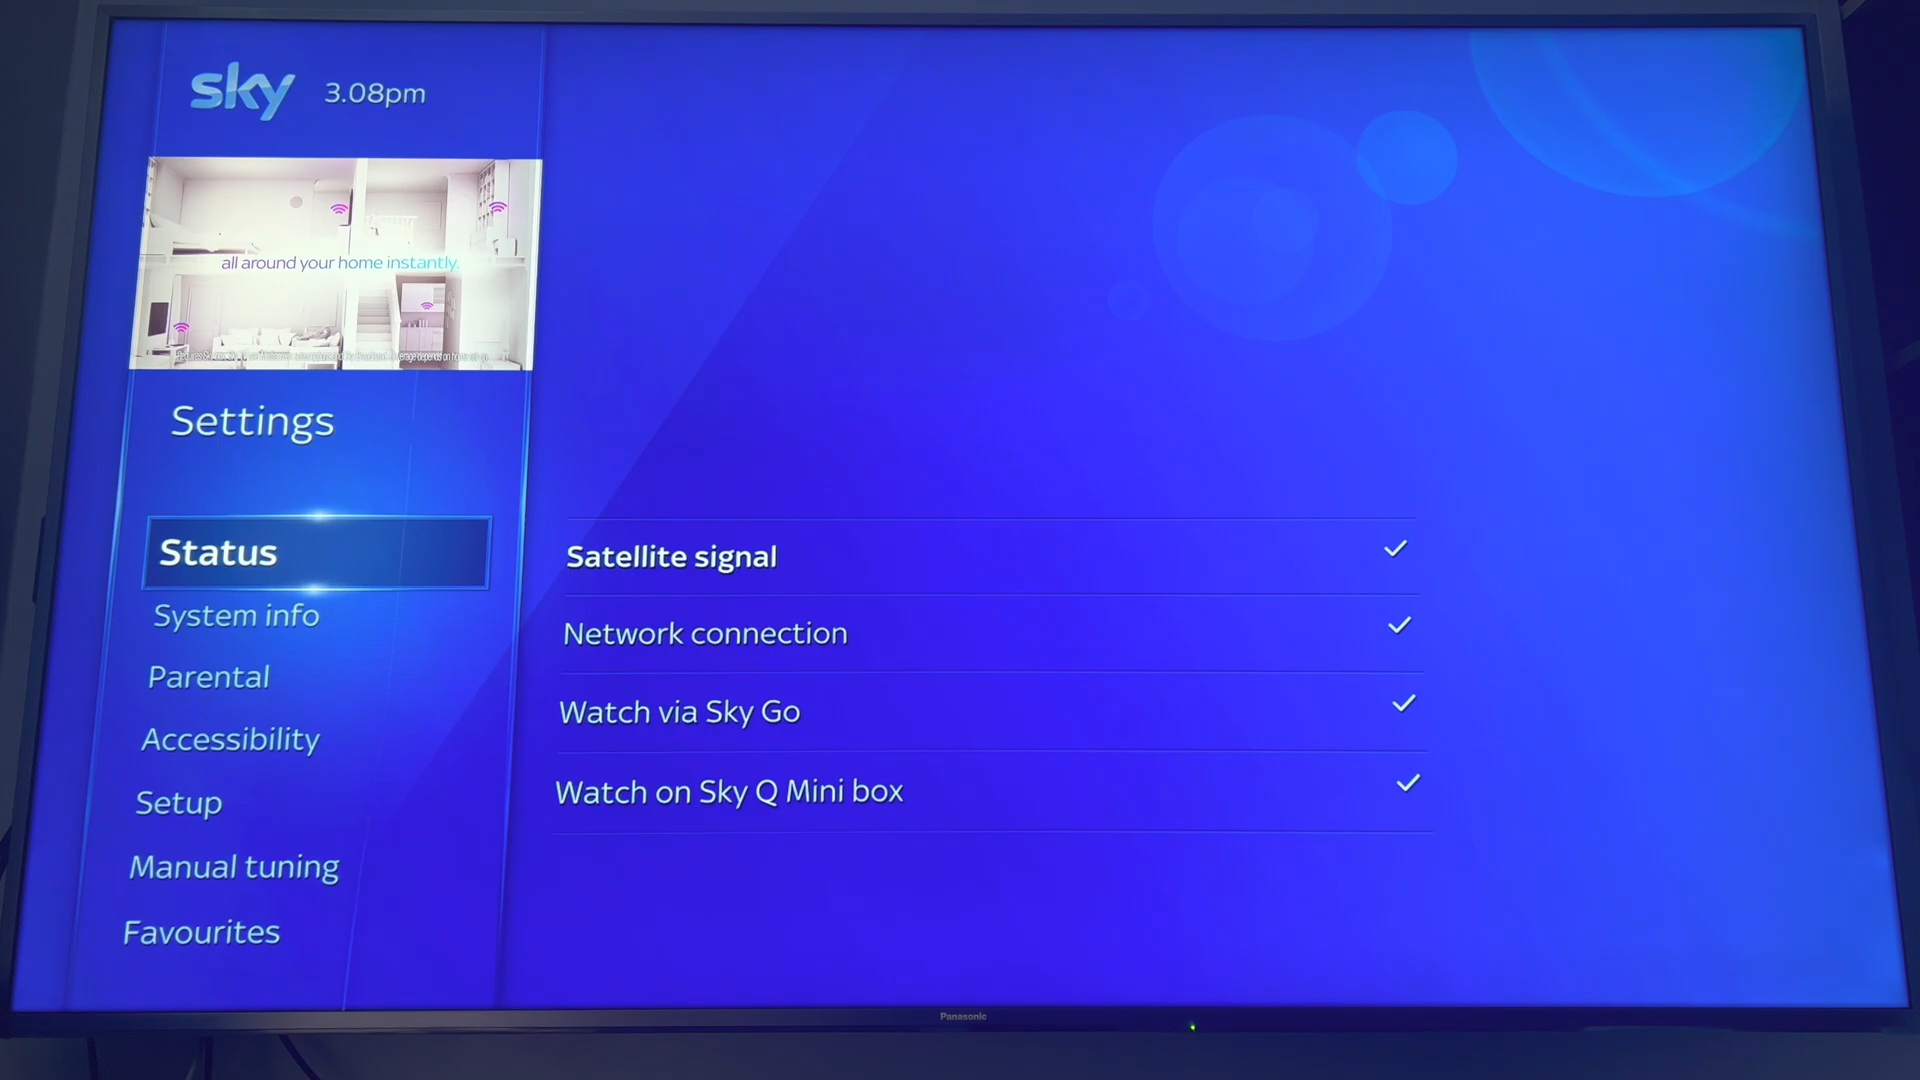 sky 3.08pm
all around your home instantly.
Settings
Status
System info
Parental
Accessibility
Setup
Manual tuning
Favourites
Satellite signal
Network connection
Watch via Sky Go
Watch on Sky Q Mini box
Panasonic